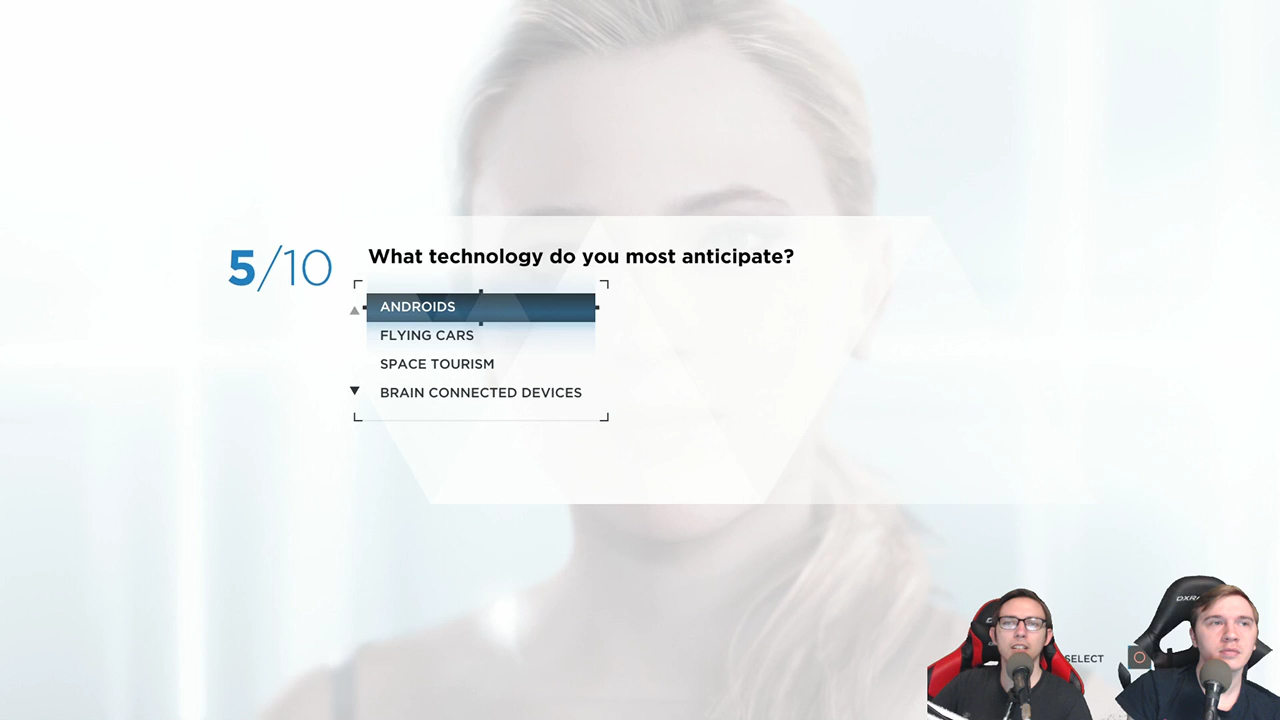 5/10
What technology do you most anticipate?
ANDROIDS
FLYING CARS
SPACE TOURISM
BRAIN CONNECTED DEVICES
SELECT